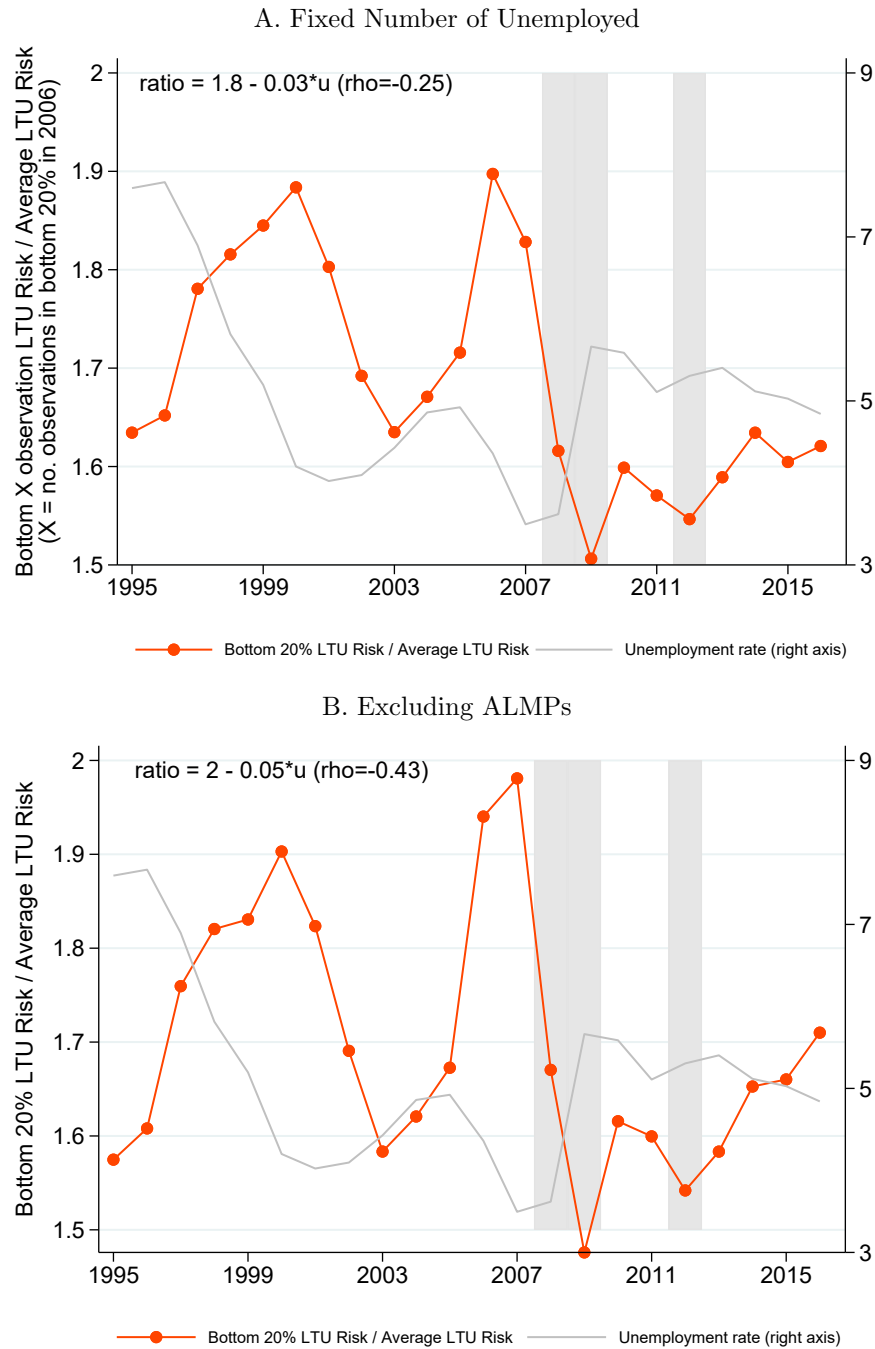 A. Fixed Number of Unemployed
ratio = 1.8 - 0.03*u (rho=-0.25)
Bottom X observation LTU Risk / Average LTU Risk
(X = no. observations in bottom 20% in 2006)
2
1.9
1.8
1.7
1.6
1.5
9
7
5
3
1995 1999 2003 2007 2011 2015
Bottom 20% LTU Risk / Average LTU Risk Unemployment rate (right axis)
B. Excluding ALMPs
ratio = 2 - 0.05*u (rho=-0.43)
Bottom 20% LTU Risk / Average LTU Risk
2
1.9
1.8
1.7
1.6
1.5
9
7
5
3
1995 1999 2003 2007 2011 2015
Bottom 20% LTU Risk / Average LTU Risk Unemployment rate (right axis)